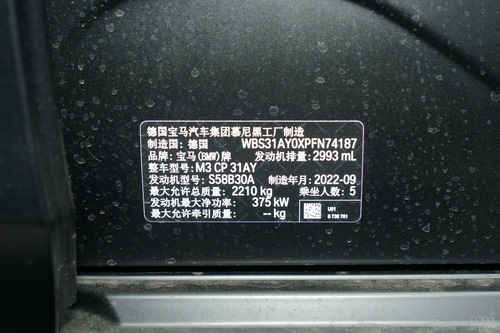 德国宝马汽车集团慕尼黑工厂制造
制造国: 德国 WBS31AY0XPFN74187
品牌: 宝马(BMW)牌 发动机排量: 2993 mL
整车型号: M3 CP 31AY
发动机型号: S58B30A 制造年月: 2022-09
最大允许总质量: 2210 kg 乘坐人数: 5
发动机最大净功率: 375 kW
最大允许牵引质量: -- kg
U01
0 738 761